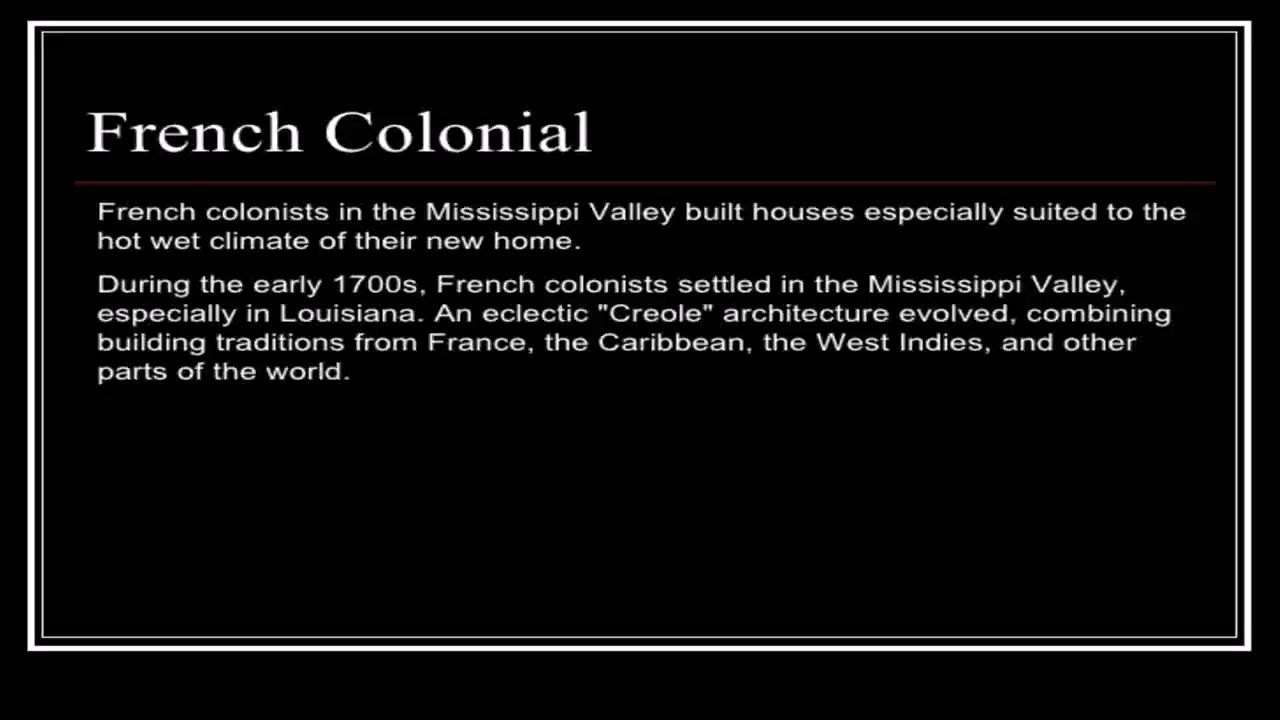 French Colonial
French colonists in the Mississippi Valley built houses especially suited to the
hot wet climate of their new home.
During the early 1700s, French colonists settled in the Mississippi Valley,
especially in Louisiana. An eclectic "Creole" architecture evolved, combining
building traditions from France, the Caribbean, the West Indies, and other
parts of the world.